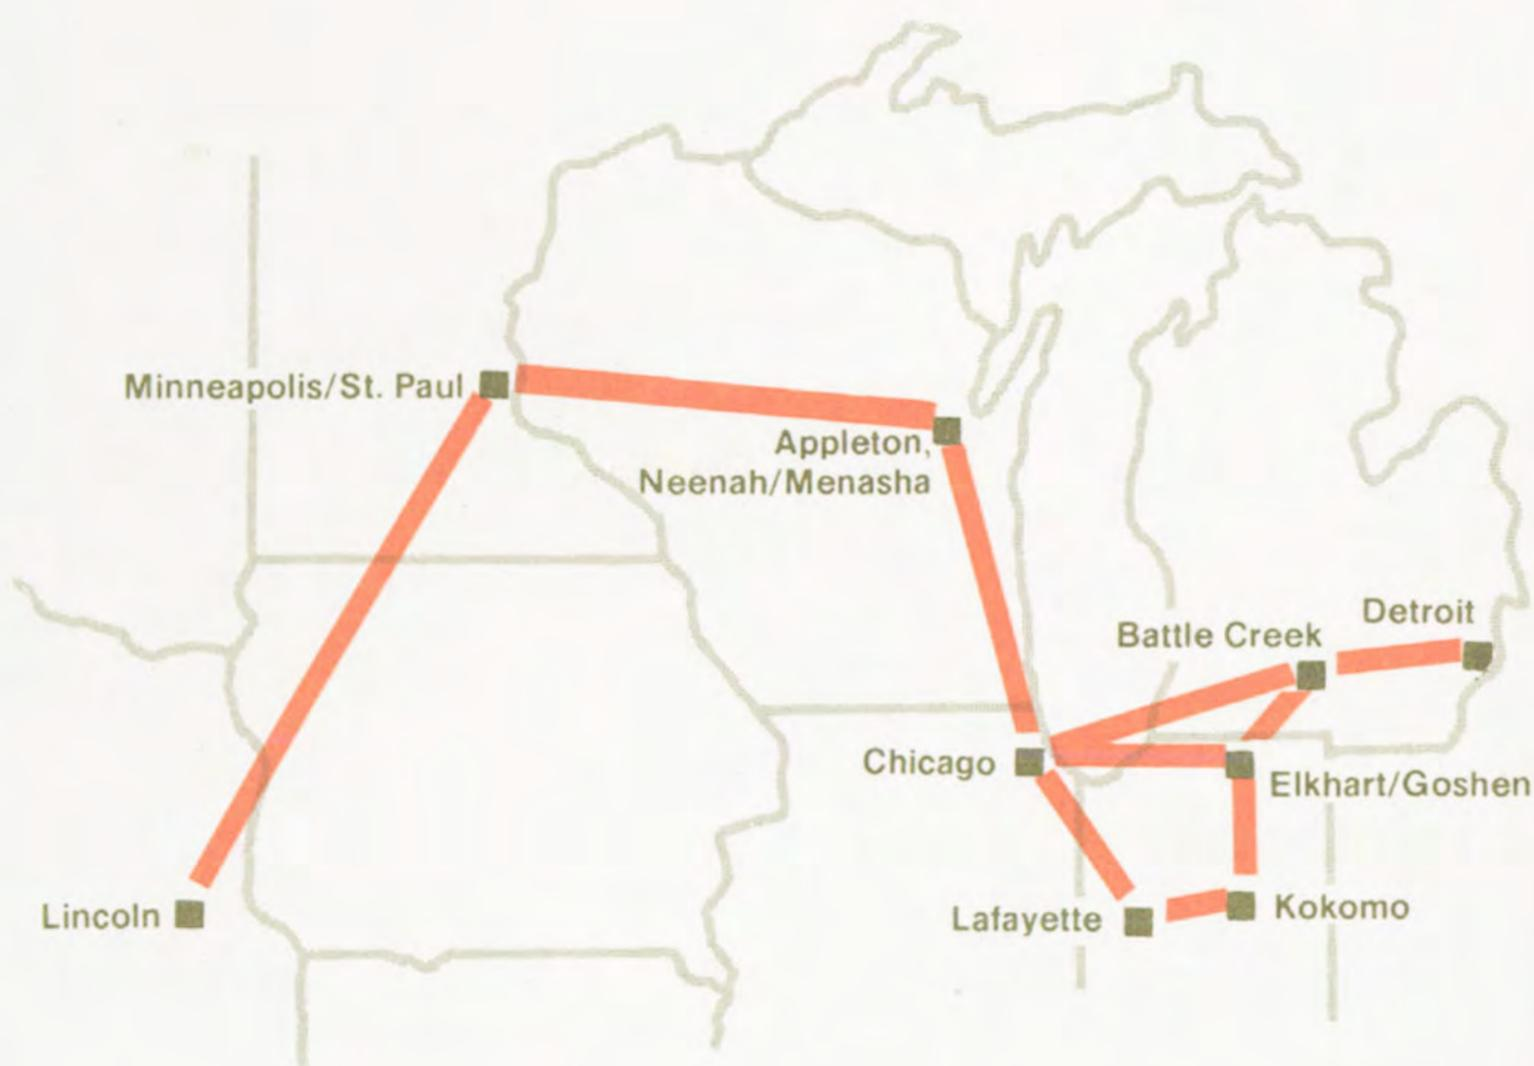 Minneapolis/St. Paul
Appleton,
Neenah/Menasha
Detroit
Battle Creek
Chicago
Elkhart/Goshen
Lincoln
Lafayette
Kokomo